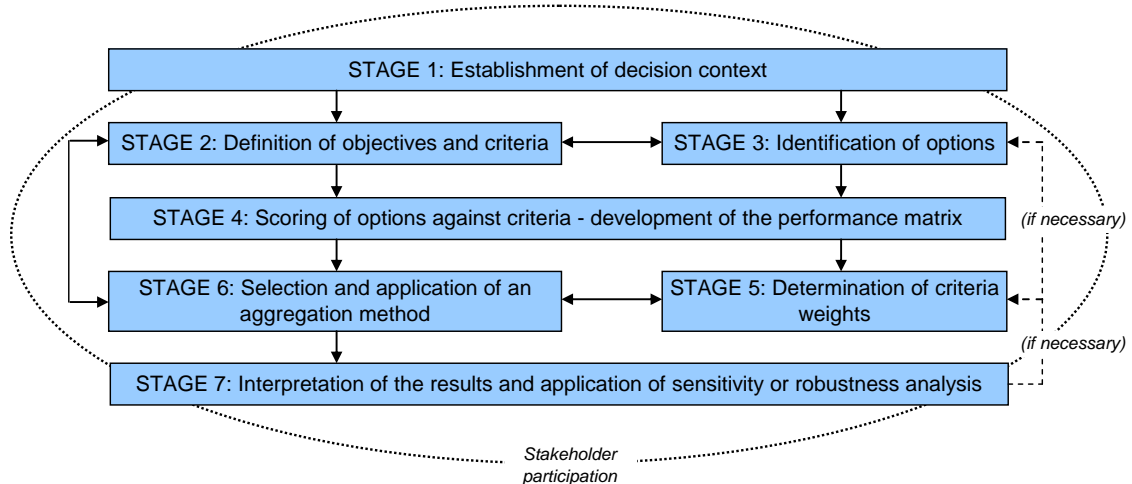 STAGE 1: Establishment of decision context
STAGE 2: Definition of objectives and criteria
STAGE 3: Identification of options
STAGE 4: Scoring of options against criteria - development of the performance matrix
(if necessary)
STAGE 6: Selection and application of an
aggregation method
STAGE 5: Determination of criteria
weights
(if necessary)
STAGE 7: Interpretation of the results and application of sensitivity or robustness analysis
Stakeholder
participation